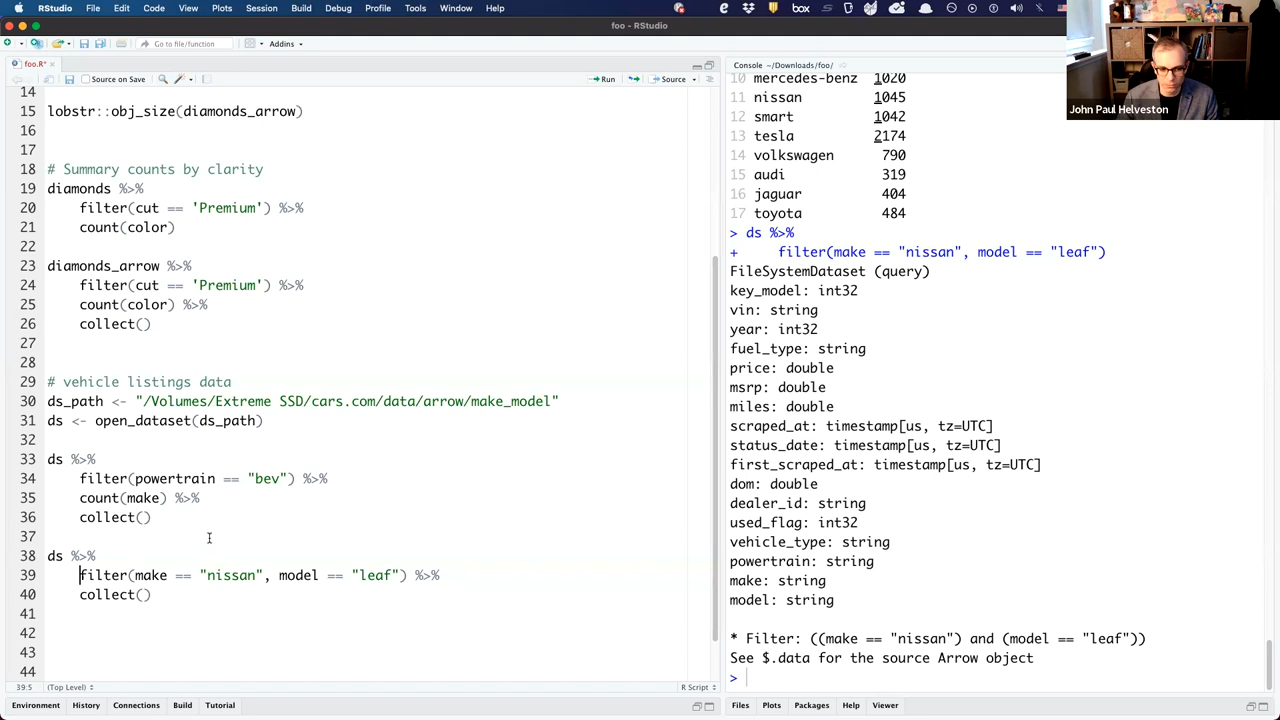 RStudio File Edit Code View Plots Session Build Debug Profile Tools Window Help
foo - RStudio
Go to file/function Addins
foo.R*
Source on Save Run Source
14
15 lobstr::obj_size(diamonds_arrow)
16
17
18 # Summary counts by clarity
19 diamonds %>%
20 filter(cut == 'Premium') %>%
21 count(color)
22
23 diamonds_arrow %>%
24 filter(cut == 'Premium') %>%
25 count(color) %>%
26 collect()
27
28
29 # vehicle listings data
30 ds_path <- "/Volumes/Extreme SSD/cars.com/data/arrow/make_model"
31 ds <- open_dataset(ds_path)
32
33 ds %>%
34 filter(powertrain == "bev") %>%
35 count(make) %>%
36 collect()
37
38 ds %>%
39 filter(make == "nissan", model == "leaf") %>%
40 collect()
41
42
43
44
39:5 (Top Level) R Script
Environment History Connections Build Tutorial
Console ~/Downloads/foo/
10 mercedes-benz 1020
11 nissan 1045
12 smart 1042
13 tesla 2174
14 volkswagen 790
15 audi 319
16 jaguar 404
17 toyota 484
> ds %>%
+ filter(make == "nissan", model == "leaf")
FileSystemDataset (query)
key_model: int32
vin: string
year: int32
fuel_type: string
price: double
msrp: double
miles: double
scraped_at: timestamp[us, tz=UTC]
status_date: timestamp[us, tz=UTC]
first_scraped_at: timestamp[us, tz=UTC]
dom: double
dealer_id: string
used_flag: int32
vehicle_type: string
powertrain: string
make: string
model: string
* Filter: ((make == "nissan") and (model == "leaf"))
See $.data for the source Arrow object
>
Files Plots Packages Help Viewer
John Paul Helveston